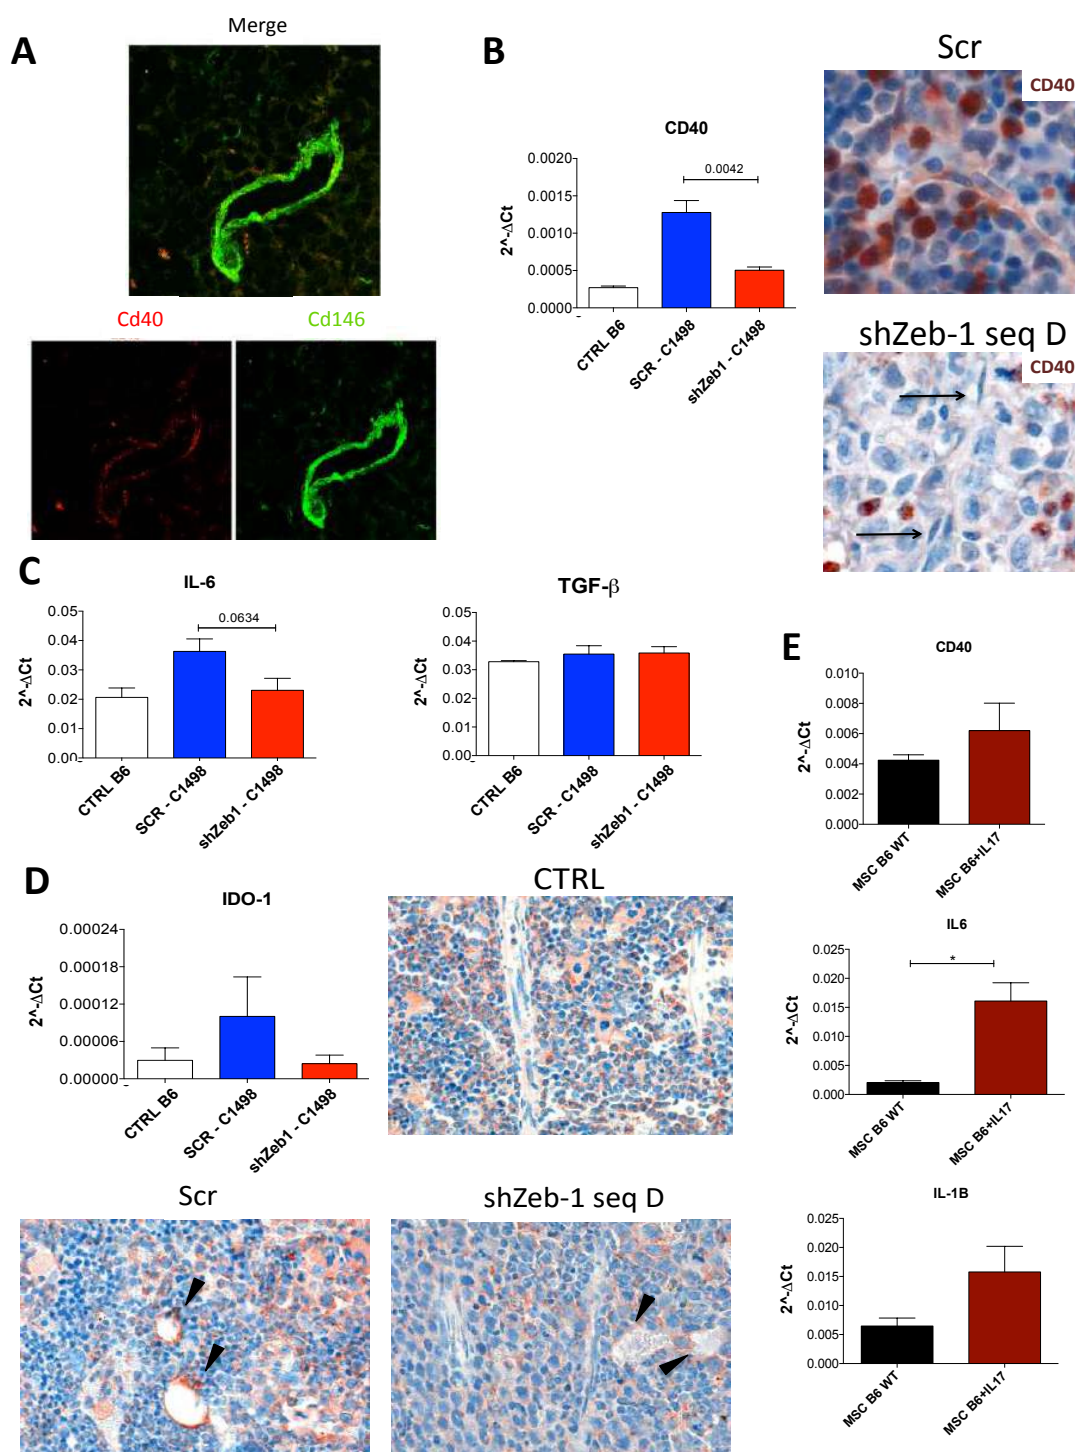 A
Merge
Cd40
Cd146
B
CD40
2^-ΔCt
0.0020
0.0015
0.0010
0.0005
0.0000
0.0042
CTRL B6
SCR - C1498
shZeb1 - C1498
Scr
CD40
shZeb-1 seq D
CD40
C
IL-6
2^-ΔCt
0.05
0.04
0.03
0.02
0.01
0.00
0.0634
CTRL B6
SCR - C1498
shZeb1 - C1498
TGF-β
2^-ΔCt
0.05
0.04
0.03
0.02
0.01
0.00
CTRL B6
SCR - C1498
shZeb1 - C1498
D
IDO-1
2^-ΔCt
0.00024
0.00018
0.00012
0.00006
0.00000
CTRL B6
SCR - C1498
shZeb1 - C1498
CTRL
Scr
shZeb-1 seq D
E
CD40
2^-ΔCt
0.010
0.008
0.006
0.004
0.002
0.000
MSC B6 WT
MSC B6+IL17
IL6
2^-ΔCt
0.025
0.020
0.015
0.010
0.005
0.000
*
MSC B6 WT
MSC B6+IL17
IL-1B
2^-ΔCt
0.025
0.020
0.015
0.010
0.005
0.000
MSC B6 WT
MSC B6+IL17